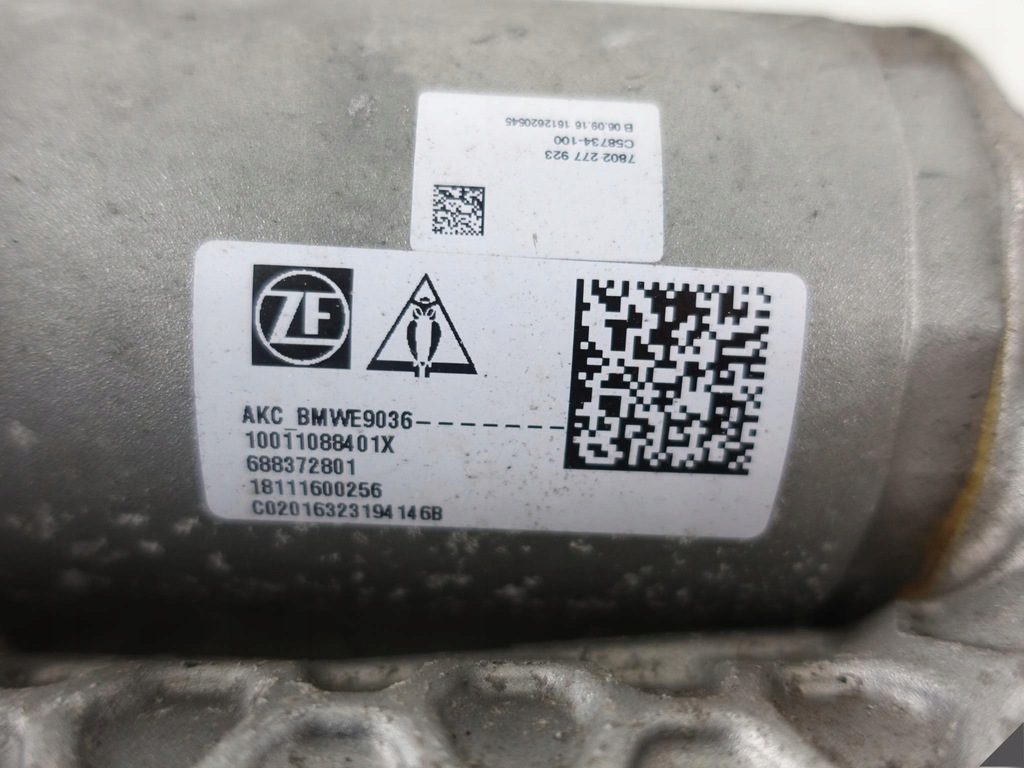 7802 277 923
C58734-100
B 06.09.16 1612620545
ZF
AKC_BMWE9036--------
10011088401X
688372801
18111600256
C02016323194146B